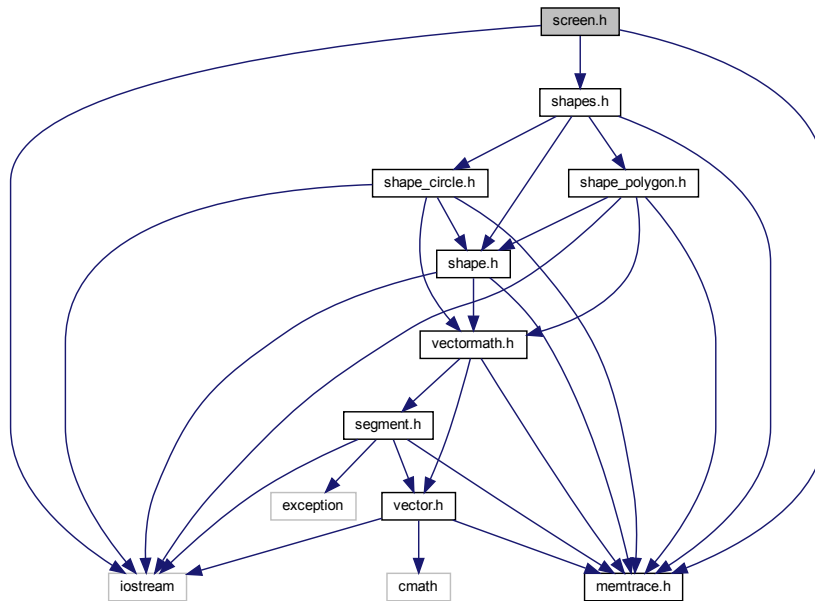 screen.h
shapes.h
shape_circle.h
shape_polygon.h
shape.h
vectormath.h
segment.h
exception
vector.h
iostream
cmath
memtrace.h